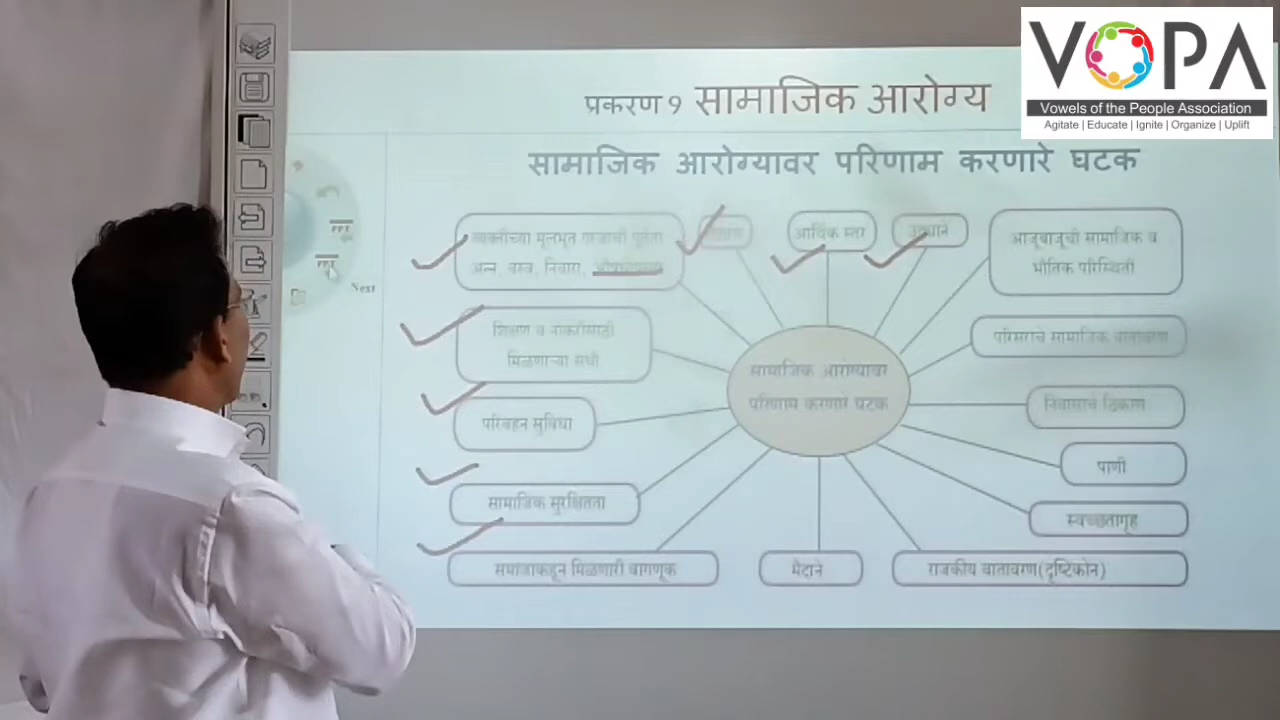 VOPA
Vowels of the People Association
Agitate | Educate | Ignite | Organize | Uplift
प्रकरण 9 सामाजिक आरोग्य
सामाजिक आरोग्यावर परिणाम करणारे घटक
व्यक्तीच्या मूलभूत गरजांची पूर्तता
अन्न, वस्त्र, निवारा,
आर्थिक स्तर
उद्याने
आजूबाजूची सामाजिक व
भौतिक परिस्थिती
शिक्षण व नोकरीसाठी
मिळणाऱ्या संधी
परिसराचे सामाजिक वातावरण
सामाजिक आरोग्यावर
परिणाम करणारे घटक
परिवहन सुविधा
निवासाचे ठिकाण
पाणी
सामाजिक सुरक्षितता
स्वच्छतागृह
समाजाकडून मिळणारी वागणूक
मैदाने
राजकीय वातावरण(दृष्टिकोन)
Next